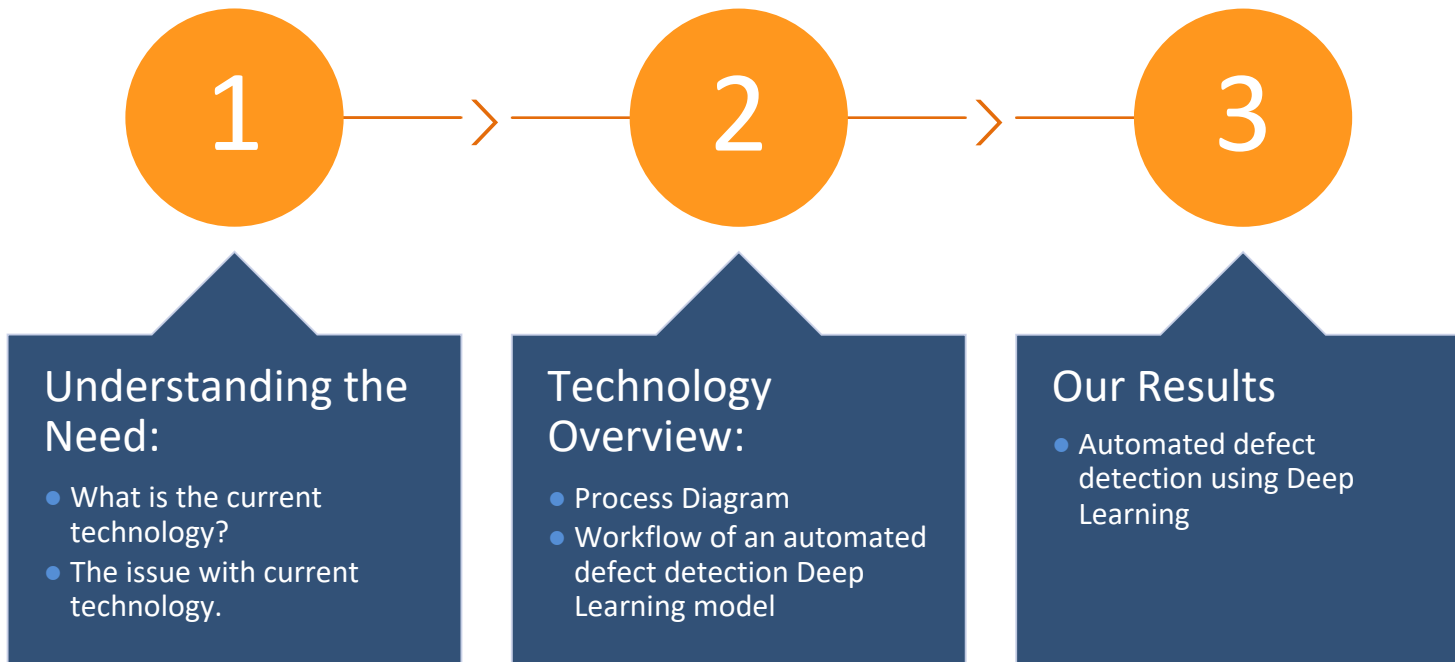 1
2
3
Understanding the
Need:
What is the current
technology?
The issue with current
technology.
Technology
Overview:
Process Diagram
Workflow of an automated
defect detection Deep
Learning model
Our Results
Automated defect
detection using Deep
Learning